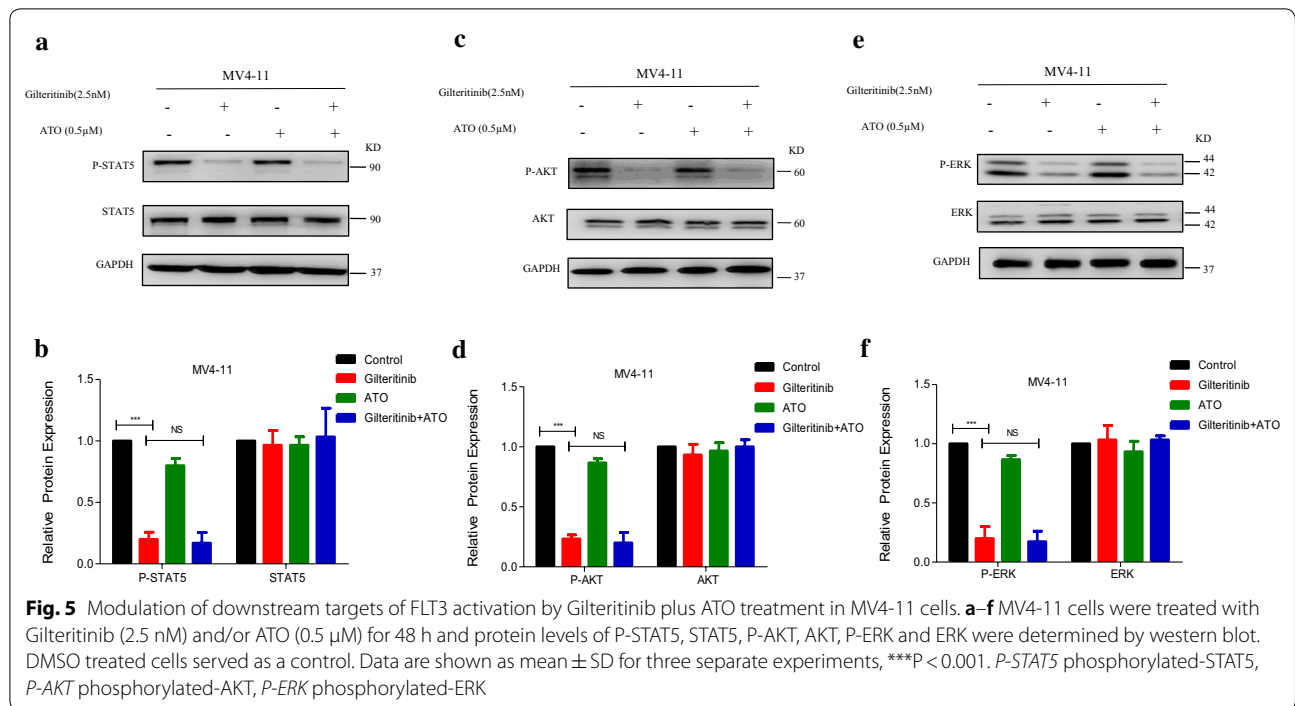 a
MV4-11
Gilteritinib(2.5nM) - + - +
ATO (0.5μM) - - + +
KD
P-STAT5 90
STAT5 90
GAPDH 37
c
MV4-11
Gilteritinib(2.5nM) - + - +
ATO (0.5μM) - - + +
KD
P-AKT 60
AKT 60
GAPDH 37
e
MV4-11
Gilteritinib(2.5nM) - + - +
ATO (0.5μM) - - + +
KD
P-ERK 44
42
ERK 44
42
GAPDH 37
b
MV4-11
Control
Gilteritinib
ATO
Gilteritinib+ATO
Relative Protein Expression
1.5
1.0
0.5
0.0
***
NS
P-STAT5 STAT5
d
MV4-11
Control
Gilteritinib
ATO
Gilteritinib+ATO
Relative Protein Expression
1.5
1.0
0.5
0.0
***
NS
P-AKT AKT
f
MV4-11
Control
Gilteritinib
ATO
Gilteritinib+ATO
Relative Protein Expression
1.5
1.0
0.5
0.0
***
NS
P-ERK ERK
Fig. 5 Modulation of downstream targets of FLT3 activation by Gilteritinib plus ATO treatment in MV4-11 cells. a–f MV4-11 cells were treated with
Gilteritinib (2.5 nM) and/or ATO (0.5 μM) for 48 h and protein levels of P-STAT5, STAT5, P-AKT, AKT, P-ERK and ERK were determined by western blot.
DMSO treated cells served as a control. Data are shown as mean ± SD for three separate experiments, ***P < 0.001. P-STAT5 phosphorylated-STAT5,
P-AKT phosphorylated-AKT, P-ERK phosphorylated-ERK